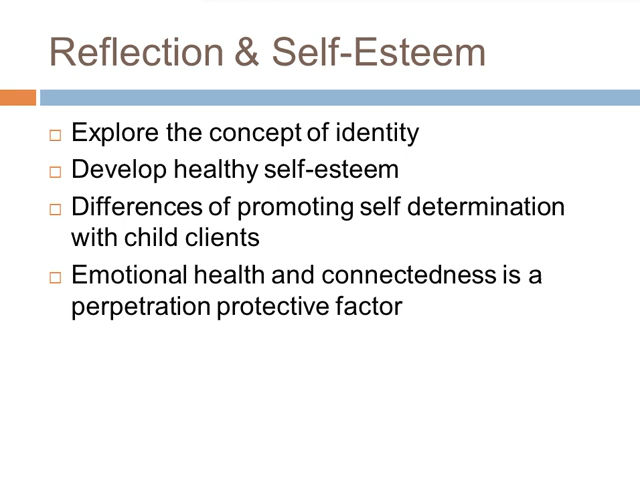 Reflection & Self-Esteem
Explore the concept of identity
Develop healthy self-esteem
Differences of promoting self determination
with child clients
Emotional health and connectedness is a
perpetration protective factor